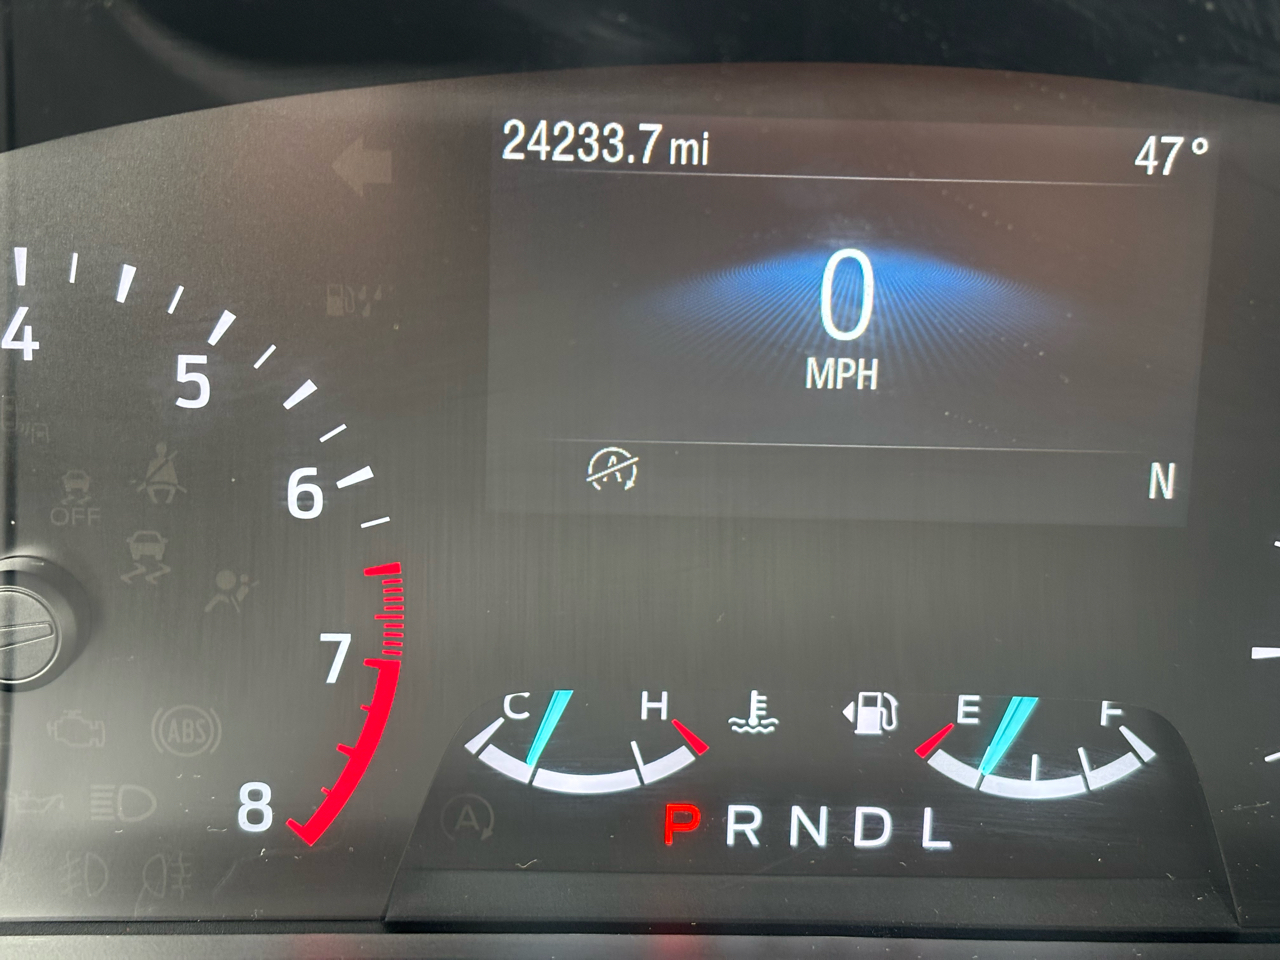 24233.7 mi 47°
0
MPH
N
4
5
6
7
8
OFF
ABS
A
A
C H
E F
P R N D L